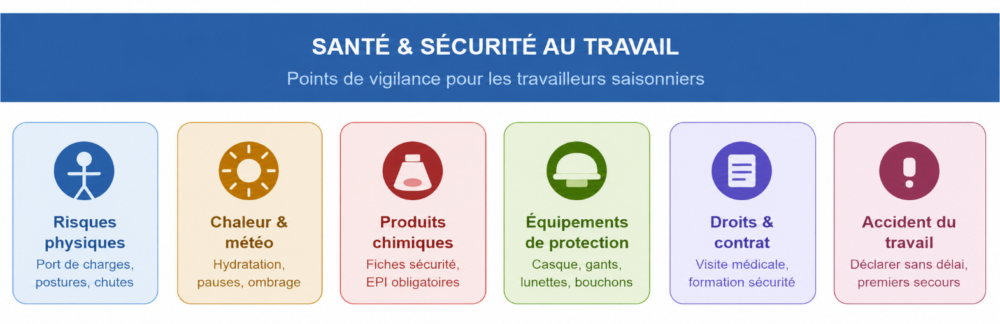 SANTÉ & SÉCURITÉ AU TRAVAIL
Points de vigilance pour les travailleurs saisonniers
Risques
physiques
Port de charges,
postures, chutes
Chaleur &
météo
Hydratation,
pauses, ombrage
Produits
chimiques
Fiches sécurité,
EPI obligatoires
Équipements
de protection
Casque, gants,
lunettes, bouchons
Droits &
contrat
Visite médicale,
formation sécurité
Accident du
travail
Déclarer sans délai,
premiers secours